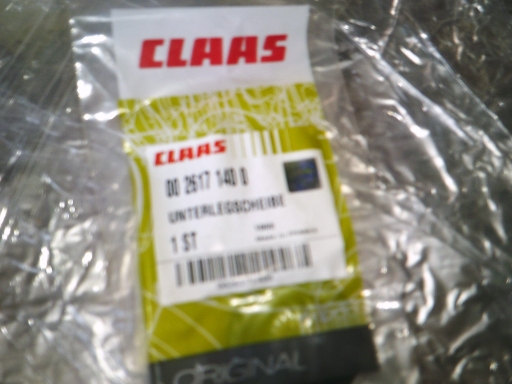 CLAAS
CLAAS
00 2617 140 0
UNTERLEGSCHEIBE
1 ST
ORIGINAL